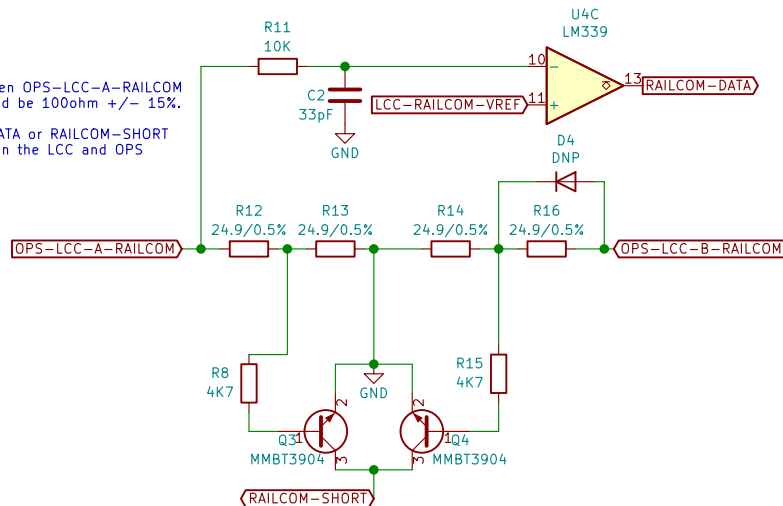 R11
10K
U4C
LM339
en OPS-LCC-A-RAILCOM
d be 100ohm +/- 15%.
ATA or RAILCOM-SHORT
n the LCC and OPS
C2
33pF
GND
10
−
LCC-RAILCOM-VREF
11
+
13
RAILCOM-DATA
D4
DNP
R12
24.9/0.5%
R13
24.9/0.5%
R14
24.9/0.5%
R16
24.9/0.5%
OPS-LCC-A-RAILCOM
OPS-LCC-B-RAILCOM
R8
4K7
R15
4K7
GND
2
2
Q3
1
MMBT3904
3
1
Q4
MMBT3904
3
RAILCOM-SHORT